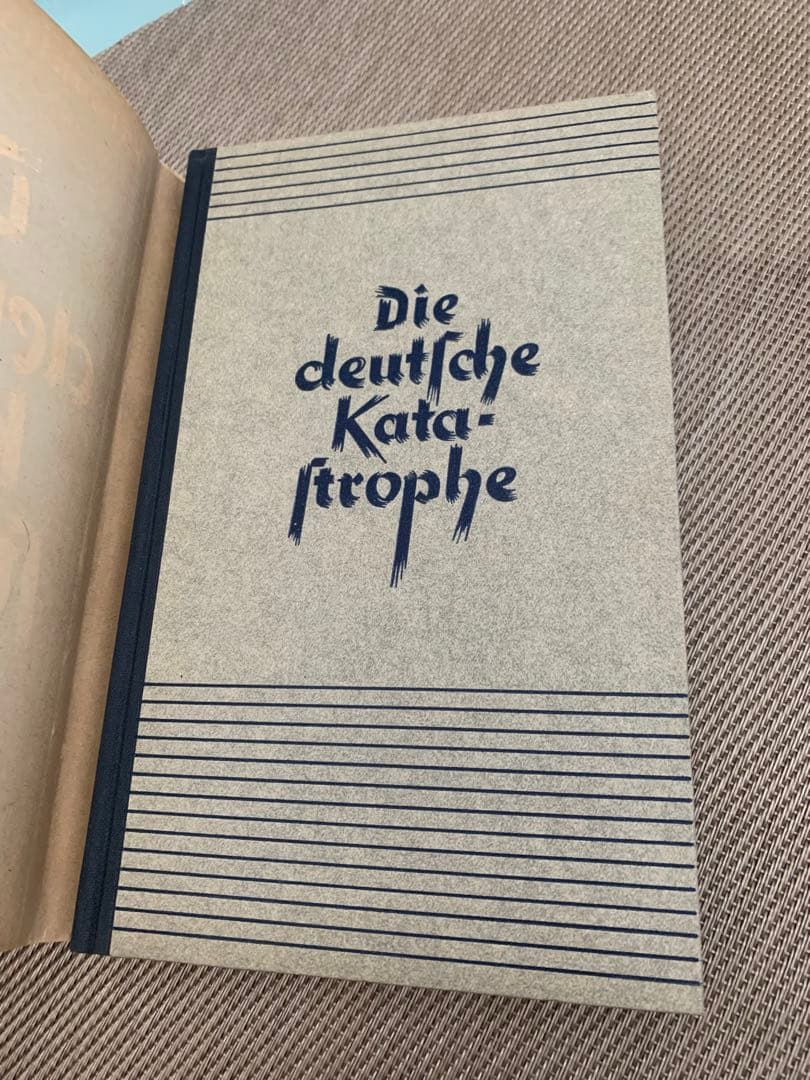 Die
deutſche
Kata-
ſtrophe